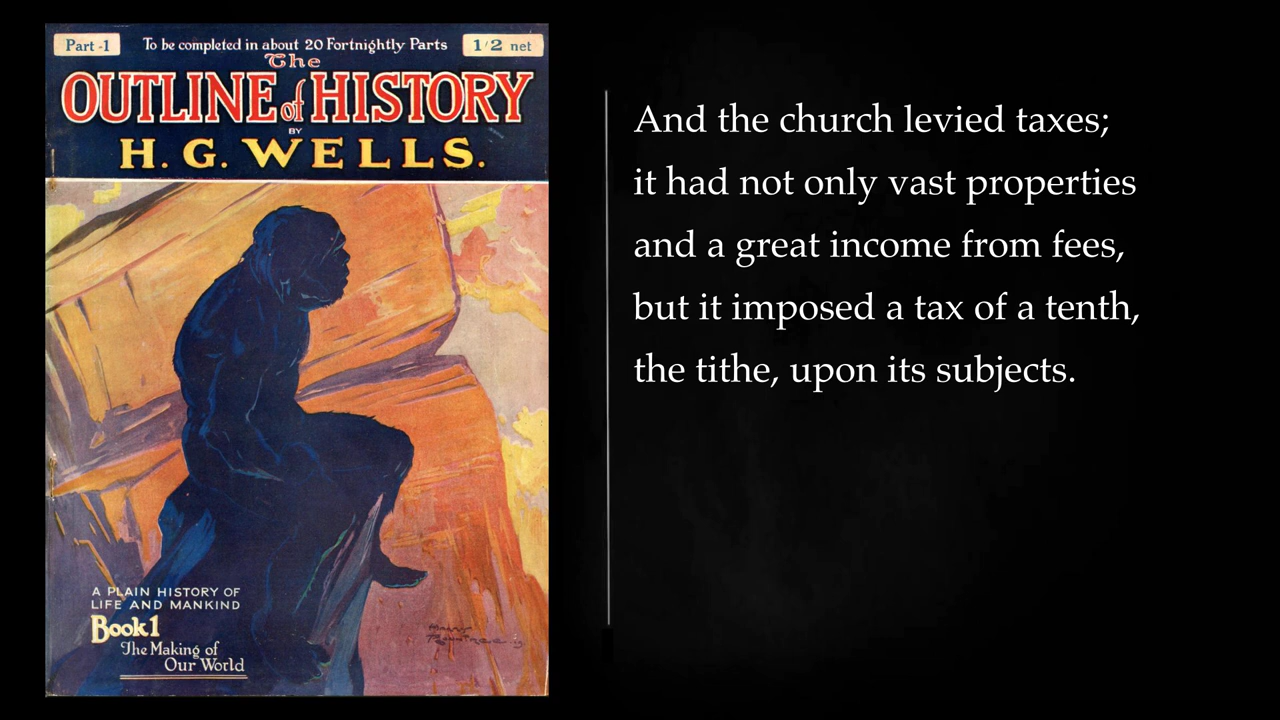 Part -1
To be completed in about 20 Fortnightly Parts
1/2 net
The
OUTLINE of HISTORY
BY
H. G. WELLS.
And the church levied taxes;
it had not only vast properties
and a great income from fees,
but it imposed a tax of a tenth,
the tithe, upon its subjects.
A PLAIN HISTORY OF
LIFE AND MANKIND
Book 1
The Making of
Our World